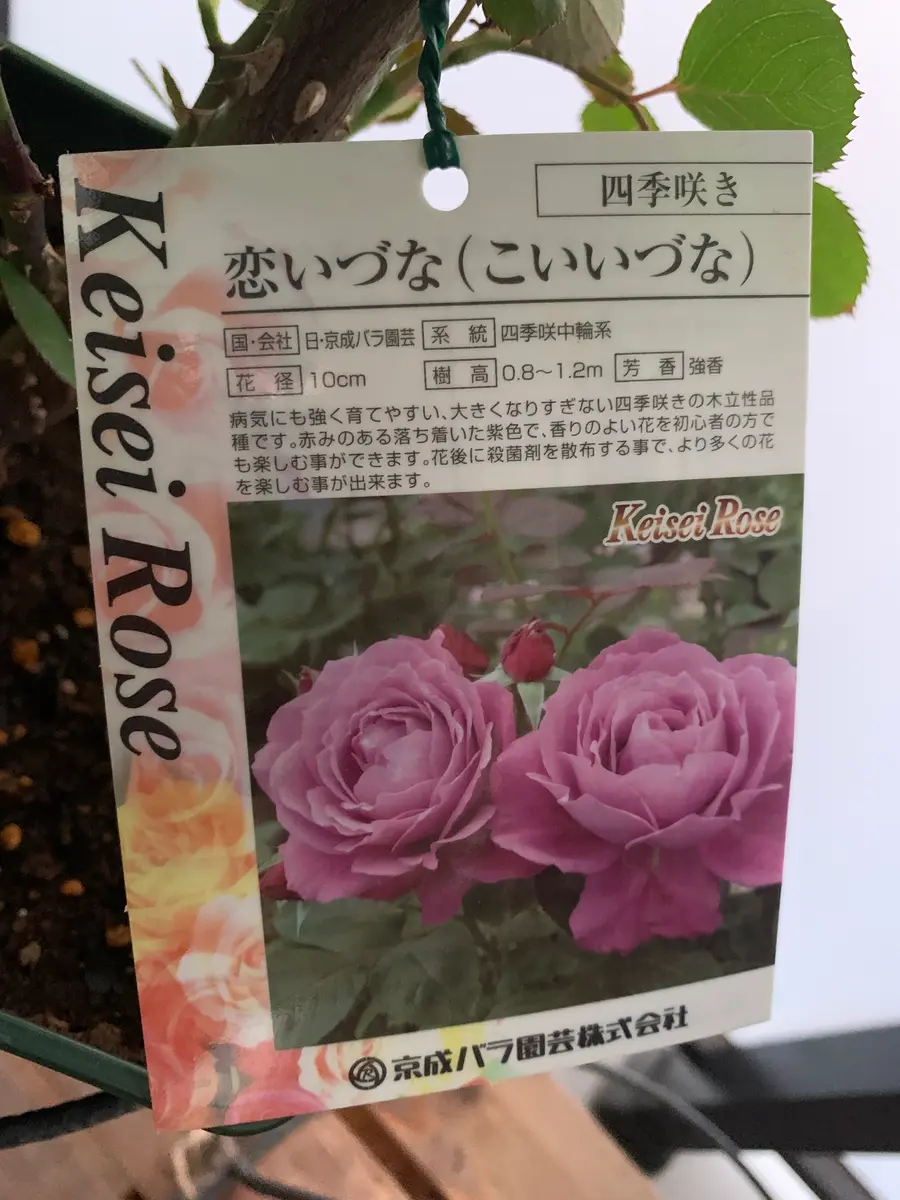 四季咲き
恋いづな(こいいづな)
国・会社 日・京成バラ園芸 系 統 四季咲中輪系
花 径 10cm 樹 高 0.8～1.2m 芳 香 強香
病気にも強く育てやすい、大きくなりすぎない四季咲きの木立性品
種です。赤みのある落ち着いた紫色で、香りのよい花を初心者の方で
も楽しむ事ができます。花後に殺菌剤を散布する事で、より多くの花
を楽しむ事が出来ます。
Keisei Rose
Keisei Rose
京成バラ園芸株式会社